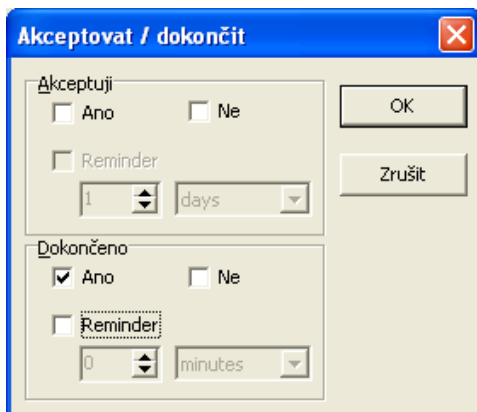 Akceptovat / dokončit
Akceptuji
Ano Ne
OK
Reminder
Zrušit
1 days
Dokončeno
Ano Ne
Reminder
0 minutes